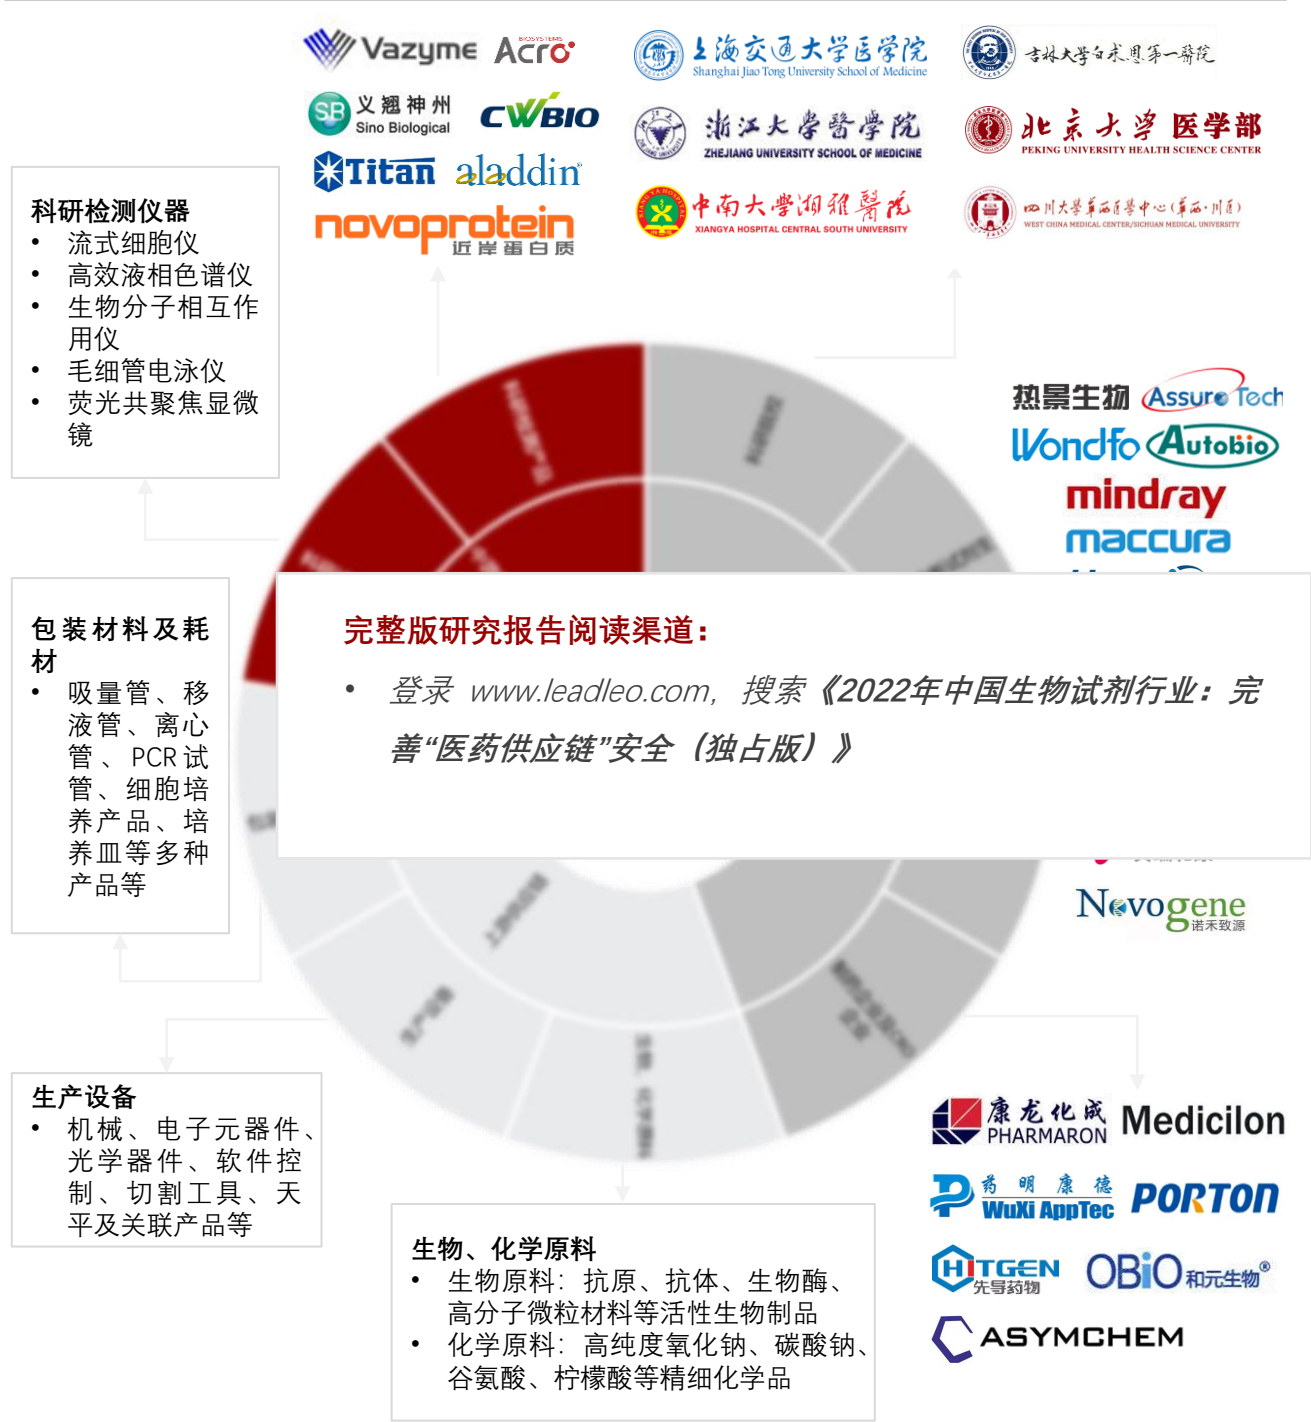 Vazyme
Acro
BIOSYSTEMS
义翘神州
Sino Biological
CWBIO
Titan
aladdin
novoprotein
近岸蛋白质
上海交通大学医学院
Shanghai Jiao Tong University School of Medicine
吉林大学白求恩第一醫院
浙江大學醫學院
ZHEJIANG UNIVERSITY SCHOOL OF MEDICINE
北京大学 医学部
PEKING UNIVERSITY HEALTH SCIENCE CENTER
中南大學湘雅醫院
XIANGYA HOSPITAL CENTRAL SOUTH UNIVERSITY
四川大學華西医學中心(華西·川医)
WEST CHINA MEDICAL CENTER/SICHUAN MEDICAL UNIVERSITY
科研检测仪器
• 流式细胞仪
• 高效液相色谱仪
• 生物分子相互作
用仪
• 毛细管电泳仪
• 荧光共聚焦显微
镜
热景生物
Assure Tech
Wondfo
Autobio
mindray
maccura
包装材料及耗
材
• 吸量管、移
液管、离心
管、PCR试
管、细胞培
养产品、培
养皿等多种
产品等
完整版研究报告阅读渠道：
• 登录 www.leadleo.com，搜索《2022年中国生物试剂行业：完
善“医药供应链”安全（独占版）》
Novogene
诺禾致源
生产设备
• 机械、电子元器件、
光学器件、软件控
制、切割工具、天
平及关联产品等
生物、化学原料
• 生物原料：抗原、抗体、生物酶、
高分子微粒材料等活性生物制品
• 化学原料：高纯度氧化钠、碳酸钠、
谷氨酸、柠檬酸等精细化学品
康龙化成
PHARMARON
Medicilon
药明康德
WuXi AppTec
PORTON
HITGEN
先导药物
OBiO 和元生物®
ASYMCHEM